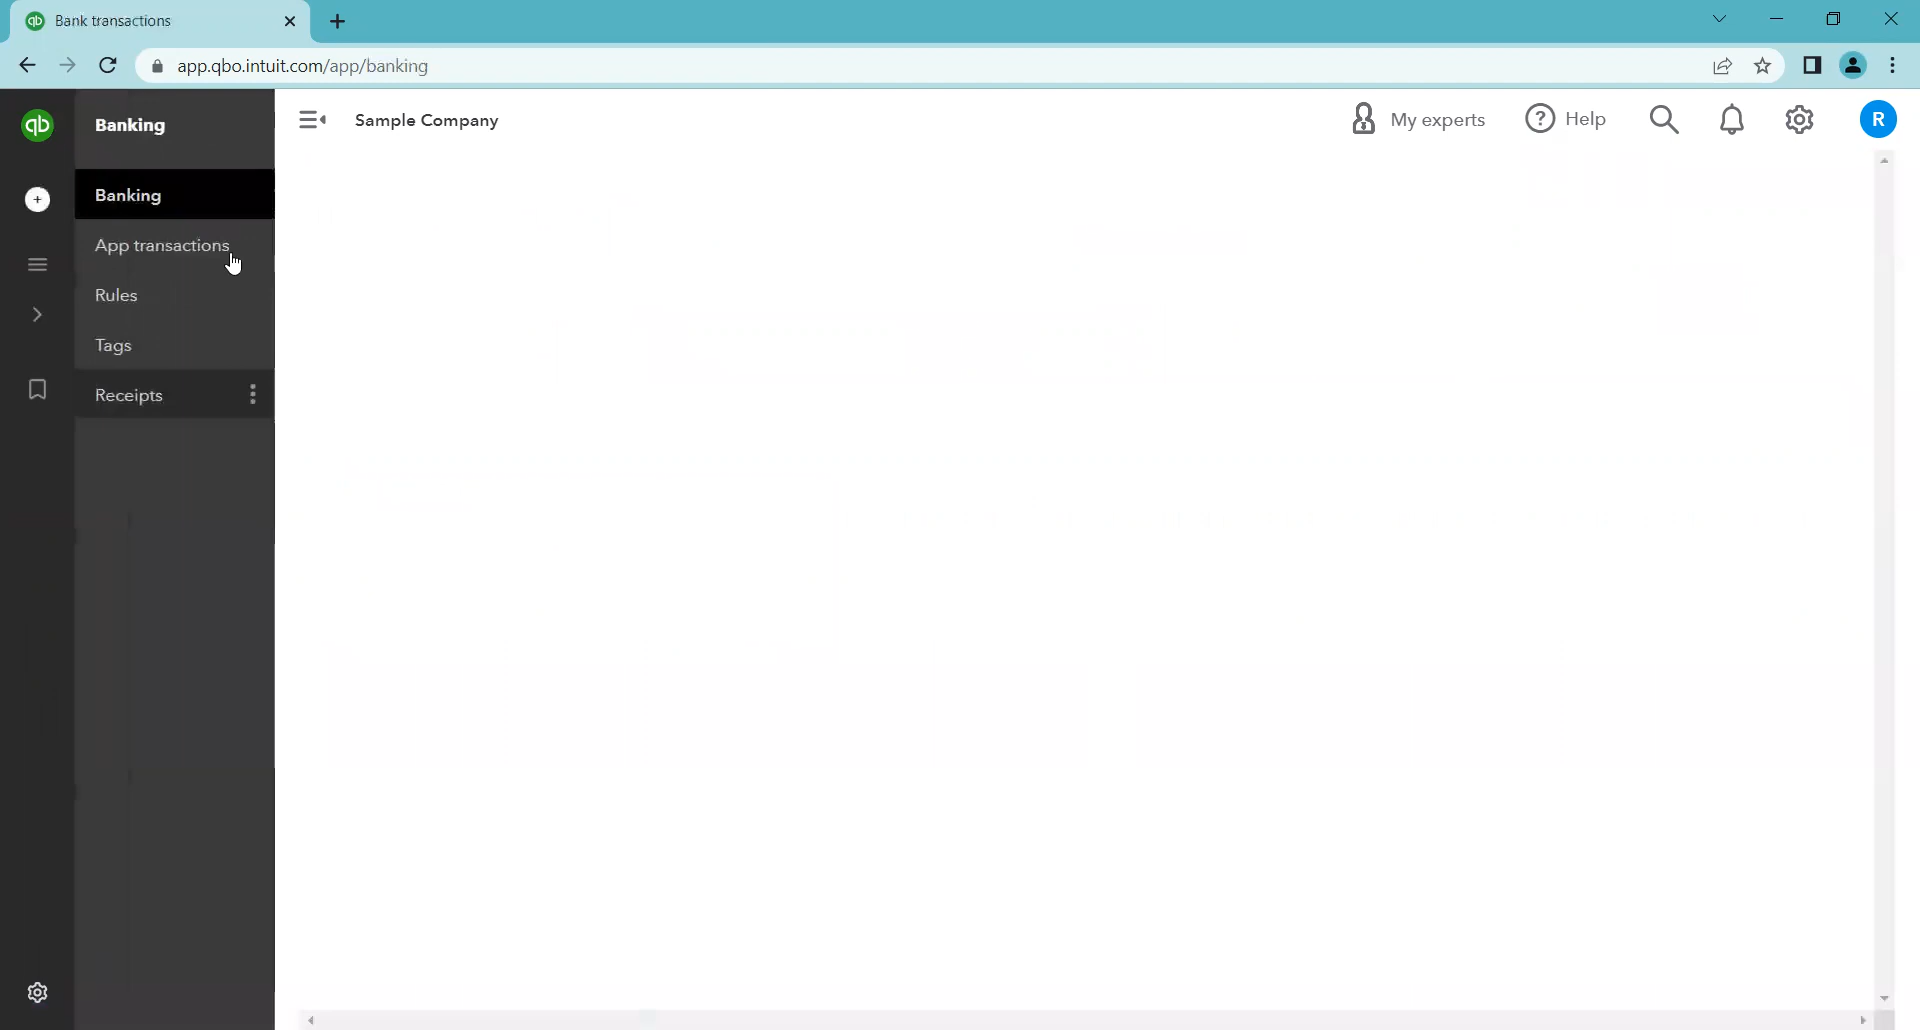 Bank transactions
app.qbo.intuit.com/app/banking
qb
Banking
Sample Company
My experts
Help
R
Banking
App transactions
Rules
Tags
Receipts